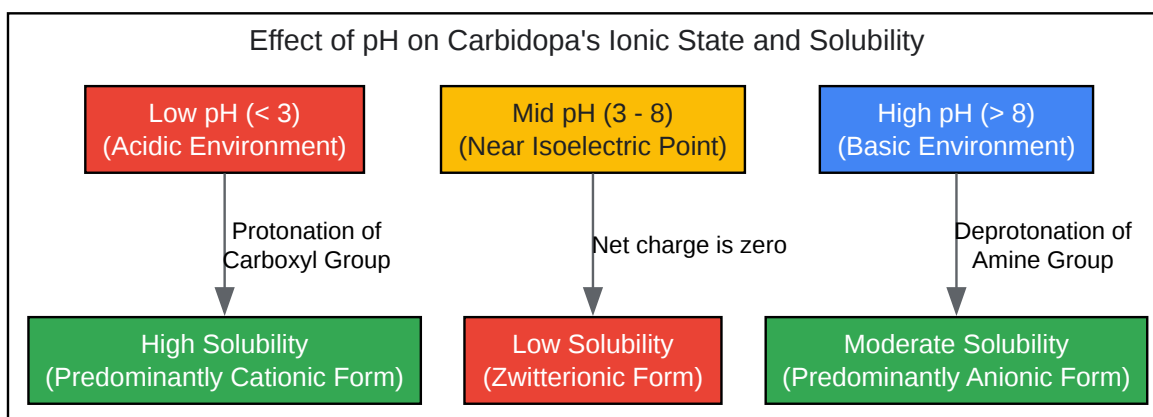 Effect of pH on Carbidopa's Ionic State and Solubility
Low pH (< 3)
(Acidic Environment)
Mid pH (3 - 8)
(Near Isoelectric Point)
High pH (> 8)
(Basic Environment)
Protonation of
Carboxyl Group
Net charge is zero
Deprotonation of
Amine Group
High Solubility
(Predominantly Cationic Form)
Low Solubility
(Zwitterionic Form)
Moderate Solubility
(Predominantly Anionic Form)